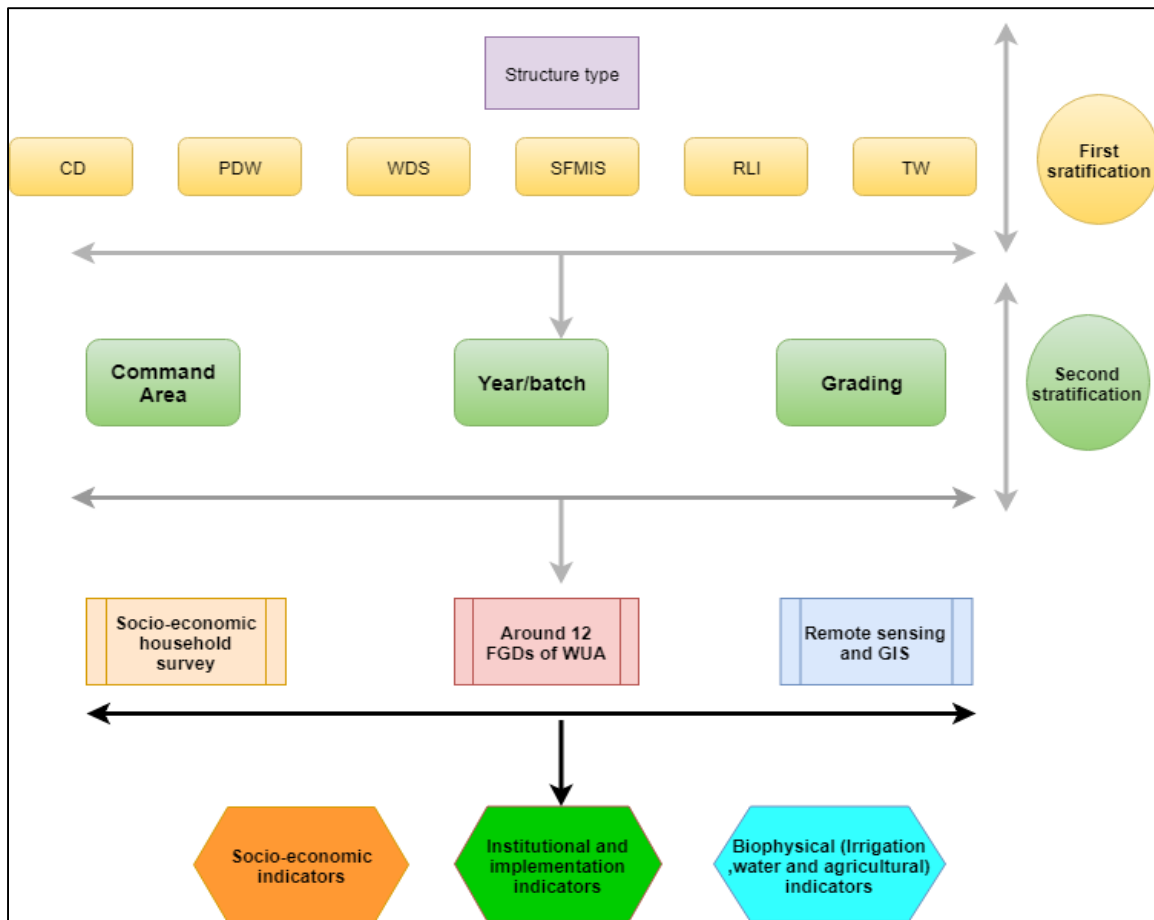 Structure type
CD
PDW
WDS
SFMIS
RLI
TW
First
sratification
Command
Area
Year/batch
Grading
Second
stratification
Socio-economic
household
survey
Around 12
FGDs of WUA
Remote sensing
and GIS
Socio-economic
indicators
Institutional and
implementation
indicators
Biophysical (Irrigation
,water and agricultural)
indicators